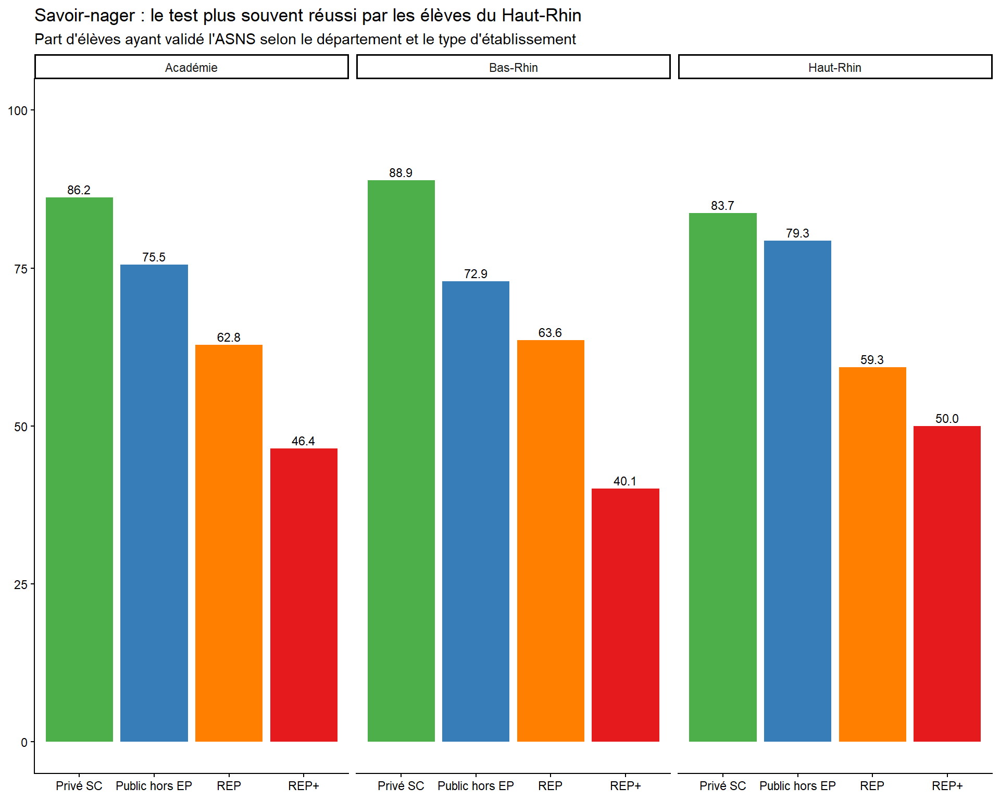 Savoir-nager : le test plus souvent réussi par les élèves du Haut-Rhin
Part d'élèves ayant validé l'ASNS selon le département et le type d'établissement
Académie
Bas-Rhin
Haut-Rhin
100
75
50
25
0
86.2
75.5
62.8
46.4
88.9
72.9
63.6
40.1
83.7
79.3
59.3
50.0
Privé SC
Public hors EP
REP
REP+
Privé SC
Public hors EP
REP
REP+
Privé SC
Public hors EP
REP
REP+